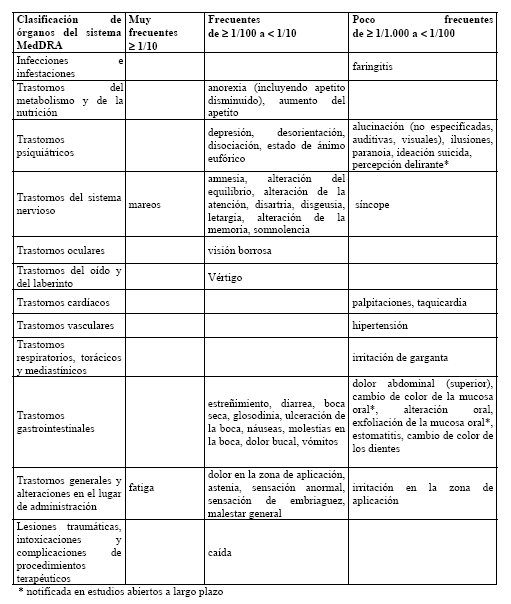 Clasificación de órganos del sistema MedDRA
Muy frecuentes ≥ 1/10
Frecuentes de ≥ 1/100 a < 1/10
Poco frecuentes de ≥ 1/1.000 a < 1/100
Infecciones e
infestaciones
faringitis
Trastornos del
metabolismo y de la
nutrición
anorexia (incluyendo apetito
disminuido), aumento del
apetito
Trastornos
psiquiátricos
depresión, desorientación,
disociación, estado de ánimo
eufórico
alucinación (no especificadas,
auditivas, visuales), ilusiones,
paranoia, ideación suicida,
percepción delirante*
Trastornos del sistema
nervioso
mareos
amnesia, alteración del
equilibrio, alteración de la
atención, disartria, disgeusia,
letargia, alteración de la
memoria, somnolencia
síncope
Trastornos oculares
visión borrosa
Trastornos del oído y
del laberinto
Vértigo
Trastornos cardíacos
palpitaciones, taquicardia
Trastornos vasculares
hipertensión
Trastornos
respiratorios, torácicos
y mediastínicos
irritación de garganta
Trastornos
gastrointestinales
estreñimiento, diarrea, boca
seca, glosodinia, ulceración de
la boca, náuseas, molestias en
la boca, dolor bucal, vómitos
dolor abdominal (superior),
cambio de color de la mucosa
oral*, alteración oral,
exfoliación de la mucosa oral*,
estomatitis, cambio de color de
los dientes
Trastornos generales y
alteraciones en el lugar
de administración
fatiga
dolor en la zona de aplicación,
astenia, sensación anormal,
sensación de embriaguez,
malestar general
irritación en la zona de
aplicación
Lesiones traumáticas,
intoxicaciones y
complicaciones de
procedimientos
terapéuticos
caída
* notificada en estudios abiertos a largo plazo